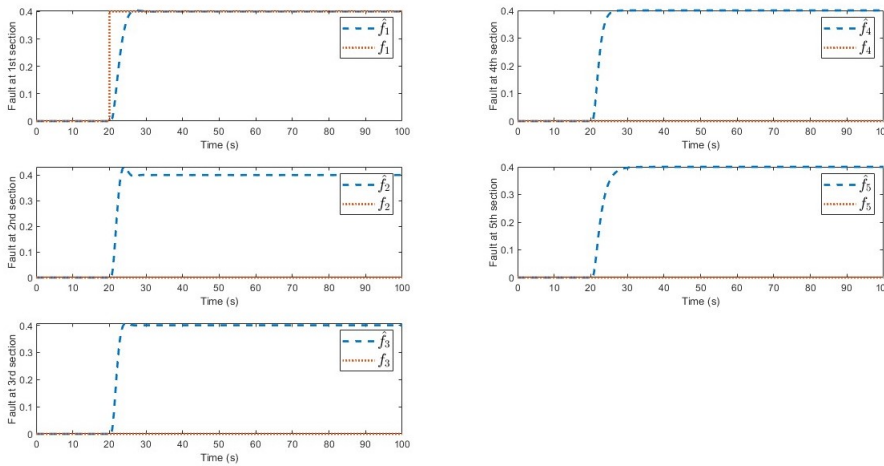 Fault at 1st section
0.4
0.3
0.2
0.1
0
0 10 20 30 40 50 60 70 80 90 100
Time (s)
f̂₁
f₁
Fault at 2nd section
0.4
0.3
0.2
0.1
0
0 10 20 30 40 50 60 70 80 90 100
Time (s)
f̂₂
f₂
Fault at 3rd section
0.4
0.3
0.2
0.1
0
0 10 20 30 40 50 60 70 80 90 100
Time (s)
f̂₃
f₃
Fault at 4th section
0.4
0.3
0.2
0.1
0
0 10 20 30 40 50 60 70 80 90 100
Time (s)
f̂₄
f₄
Fault at 5th section
0.4
0.3
0.2
0.1
0
0 10 20 30 40 50 60 70 80 90 100
Time (s)
f̂₅
f₅